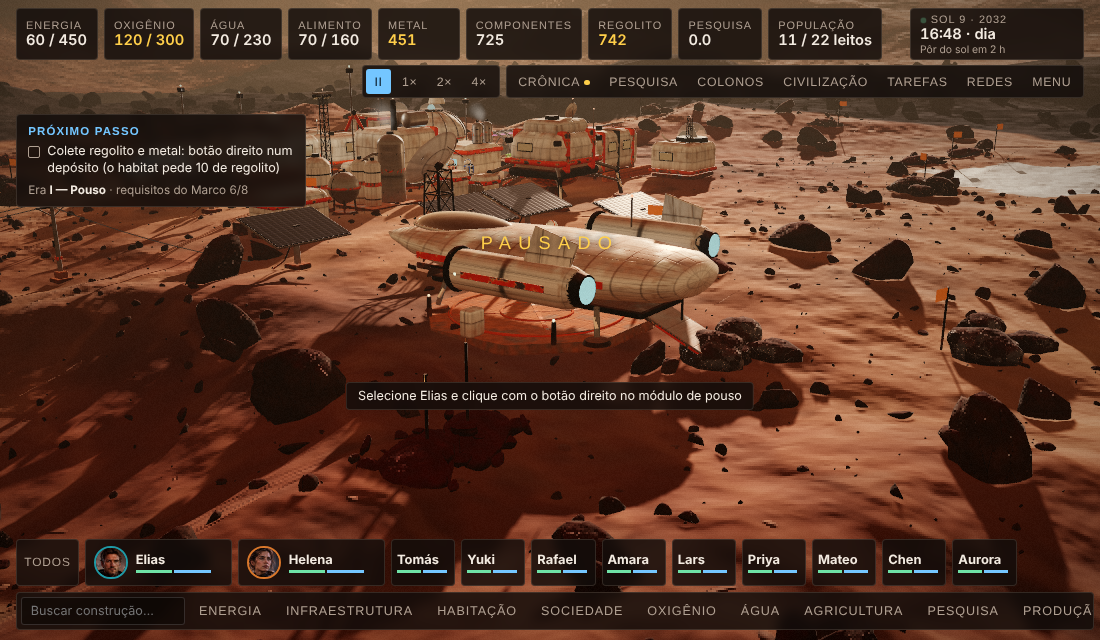 ENERGIA
60 / 450
OXIGÊNIO
120 / 300
ÁGUA
70 / 230
ALIMENTO
70 / 160
METAL
451
COMPONENTES
725
REGOLITO
742
PESQUISA
0.0
POPULAÇÃO
11 / 22 leitos
SOL 9 · 2032
16:48 · dia
Pôr do sol em 2 h
1× 2× 4×
CRÔNICA PESQUISA COLONOS CIVILIZAÇÃO TAREFAS REDES MENU
PRÓXIMO PASSO
Colete regolito e metal: botão direito num
depósito (o habitat pede 10 de regolito)
Era I — Pouso · requisitos do Marco 6/8
PAUSADO
Selecione Elias e clique com o botão direito no módulo de pouso
TODOS Elias Helena Tomás Yuki Rafael Amara Lars Priya Mateo Chen Aurora
Buscar construção... ENERGIA INFRAESTRUTURA HABITAÇÃO SOCIEDADE OXIGÊNIO ÁGUA AGRICULTURA PESQUISA PRODUÇÃ